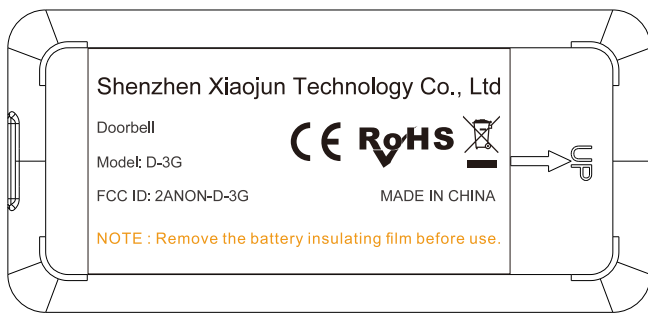 Shenzhen Xiaojun Technology Co., Ltd
Doorbell
CE RoHS
Model: D-3G
UP
FCC ID: 2ANON-D-3G
MADE IN CHINA
NOTE : Remove the battery insulating film before use.